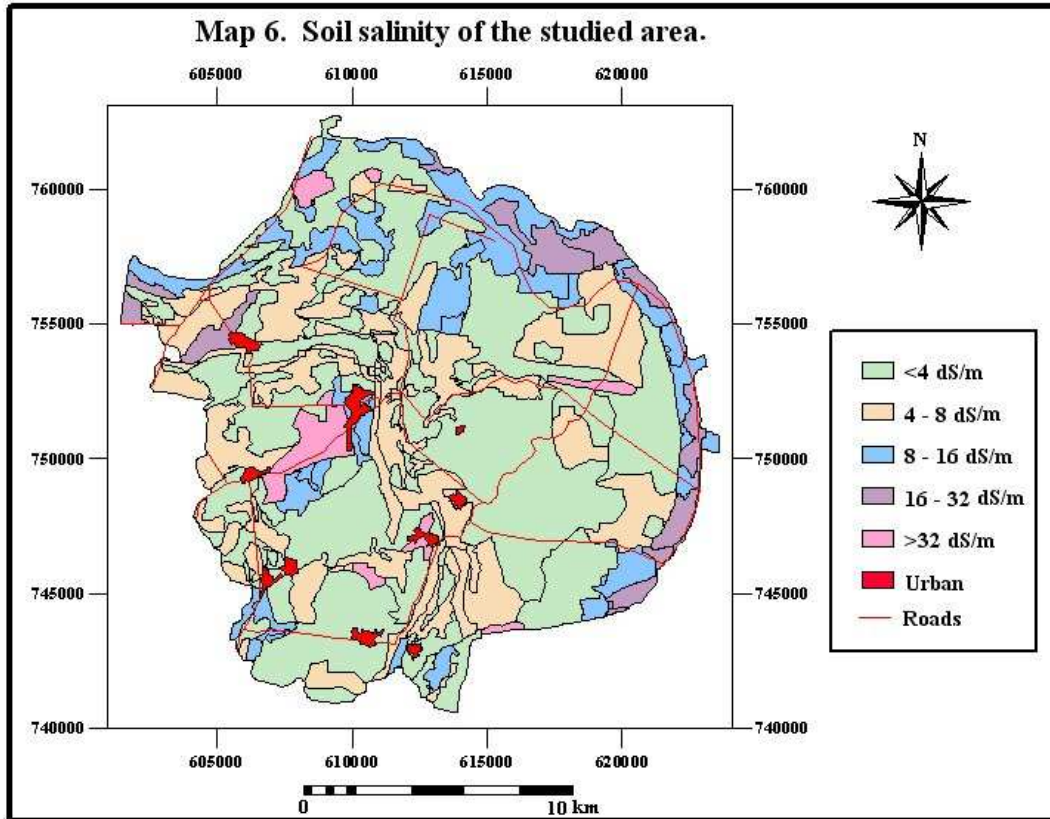 Map 6. Soil salinity of the studied area.
605000 610000 615000 620000
N
760000 760000
755000 755000
750000 750000
745000 745000
740000 740000
605000 610000 615000 620000
0 10 km
<4 dS/m
4 - 8 dS/m
8 - 16 dS/m
16 - 32 dS/m
>32 dS/m
Urban
Roads